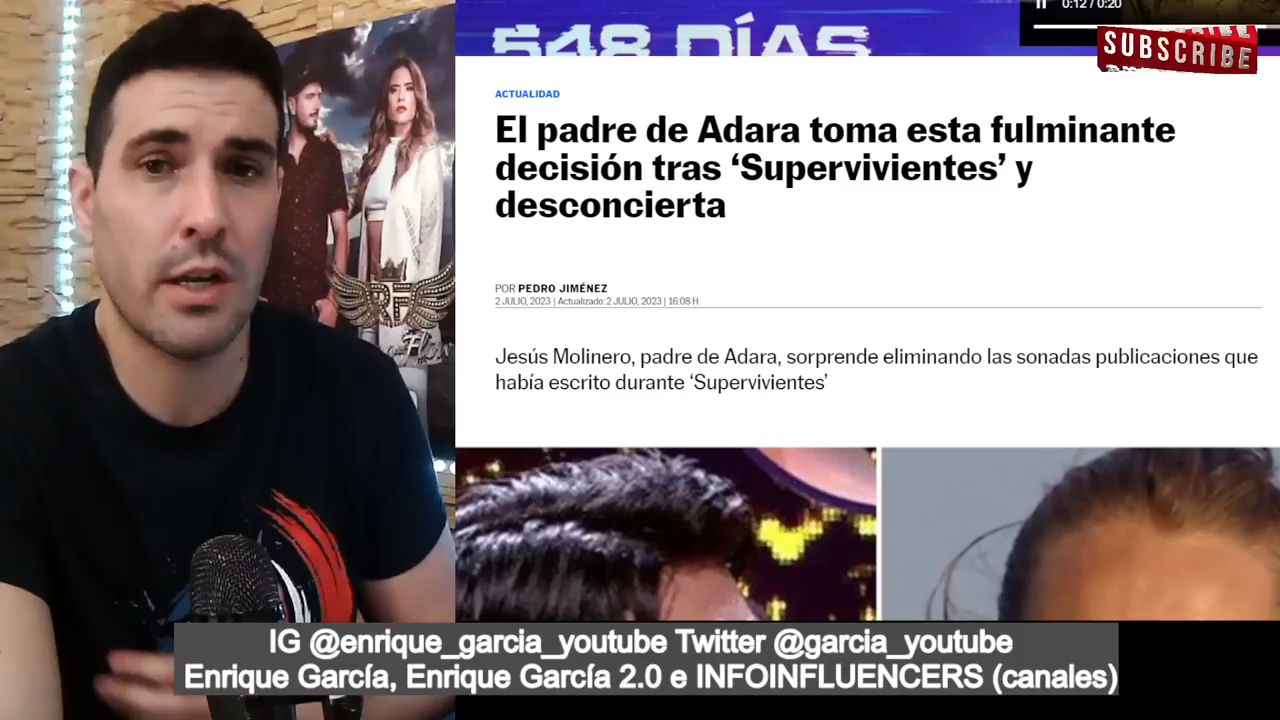 0:12 / 0:20
548 DÍAS
SUBSCRIBE
ACTUALIDAD
El padre de Adara toma esta fulminante
decisión tras ‘Supervivientes’ y
desconcierta
POR PEDRO JIMÉNEZ
2 JULIO, 2023 | Actualizado: 2 JULIO, 2023 | 16:08 H
Jesús Molinero, padre de Adara, sorprende eliminando las sonadas publicaciones que
había escrito durante ‘Supervivientes’
RF
Flow
IG @enrique_garcia_youtube Twitter @garcia_youtube
Enrique García, Enrique García 2.0 e INFOINFLUENCERS (canales)